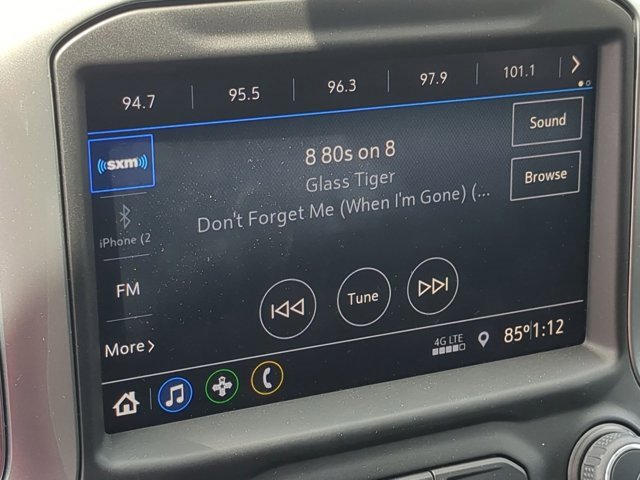 94.7 95.5 96.3 97.9 101.1
sxm
8 80s on 8
Sound
Glass Tiger
Browse
Don't Forget Me (When I'm Gone) (...
iPhone (2
FM
Tune
More
4G LTE
85° 1:12